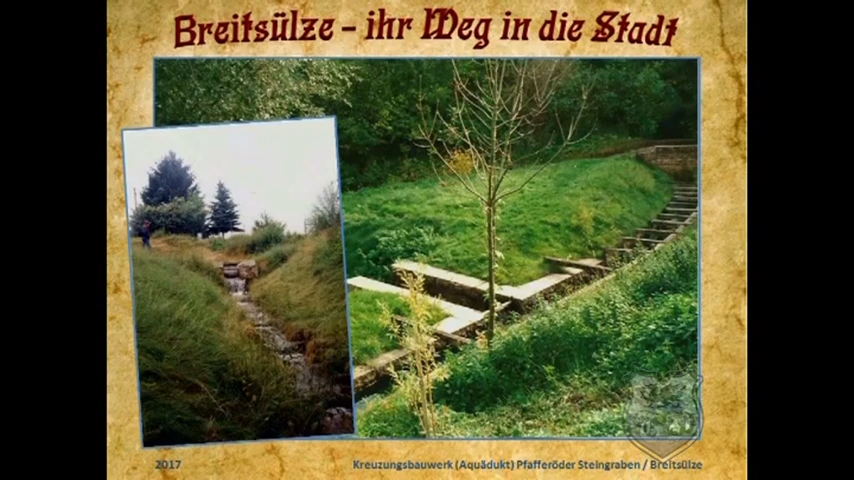 Breitsülze – ihr Weg in die Stadt
2017
Kreuzungsbauwerk (Aquädukt) Pfafferöder Steingraben / Breitsülze